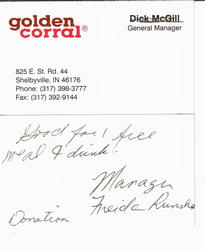 golden
corral®
Dick McGill
General Manager
825 E. St. Rd. 44
Shelbyville, IN 46176
Phone: (317) 398-3777
Fax: (317) 392-9144
Good for 1 free
meal & drink.
Manager
Freida
Donation